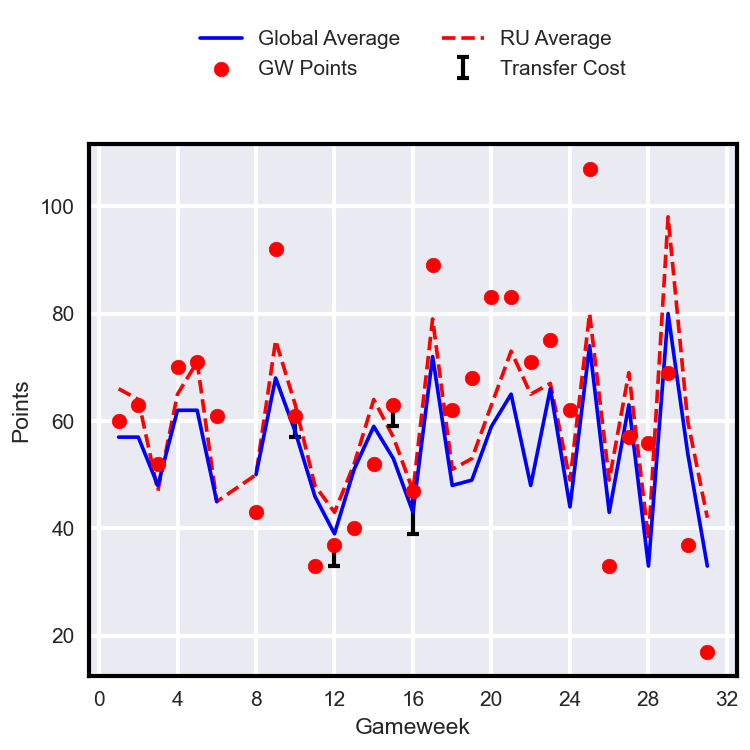 Global Average RU Average
GW Points Transfer Cost
100
80
60
40
20
Points
0 4 8 12 16 20 24 28 32
Gameweek